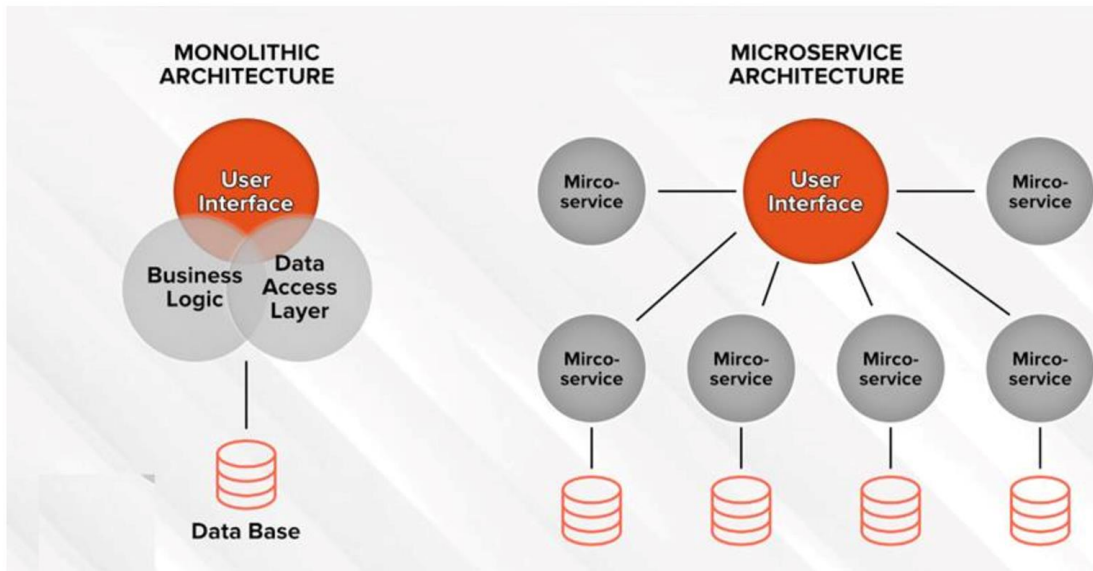 MONOLITHIC
ARCHITECTURE
User
Interface
Business
Logic
Data
Access
Layer
Data Base
MICROSERVICE
ARCHITECTURE
Mirco-
service
User
Interface
Mirco-
service
Mirco-
service
Mirco-
service
Mirco-
service
Mirco-
service